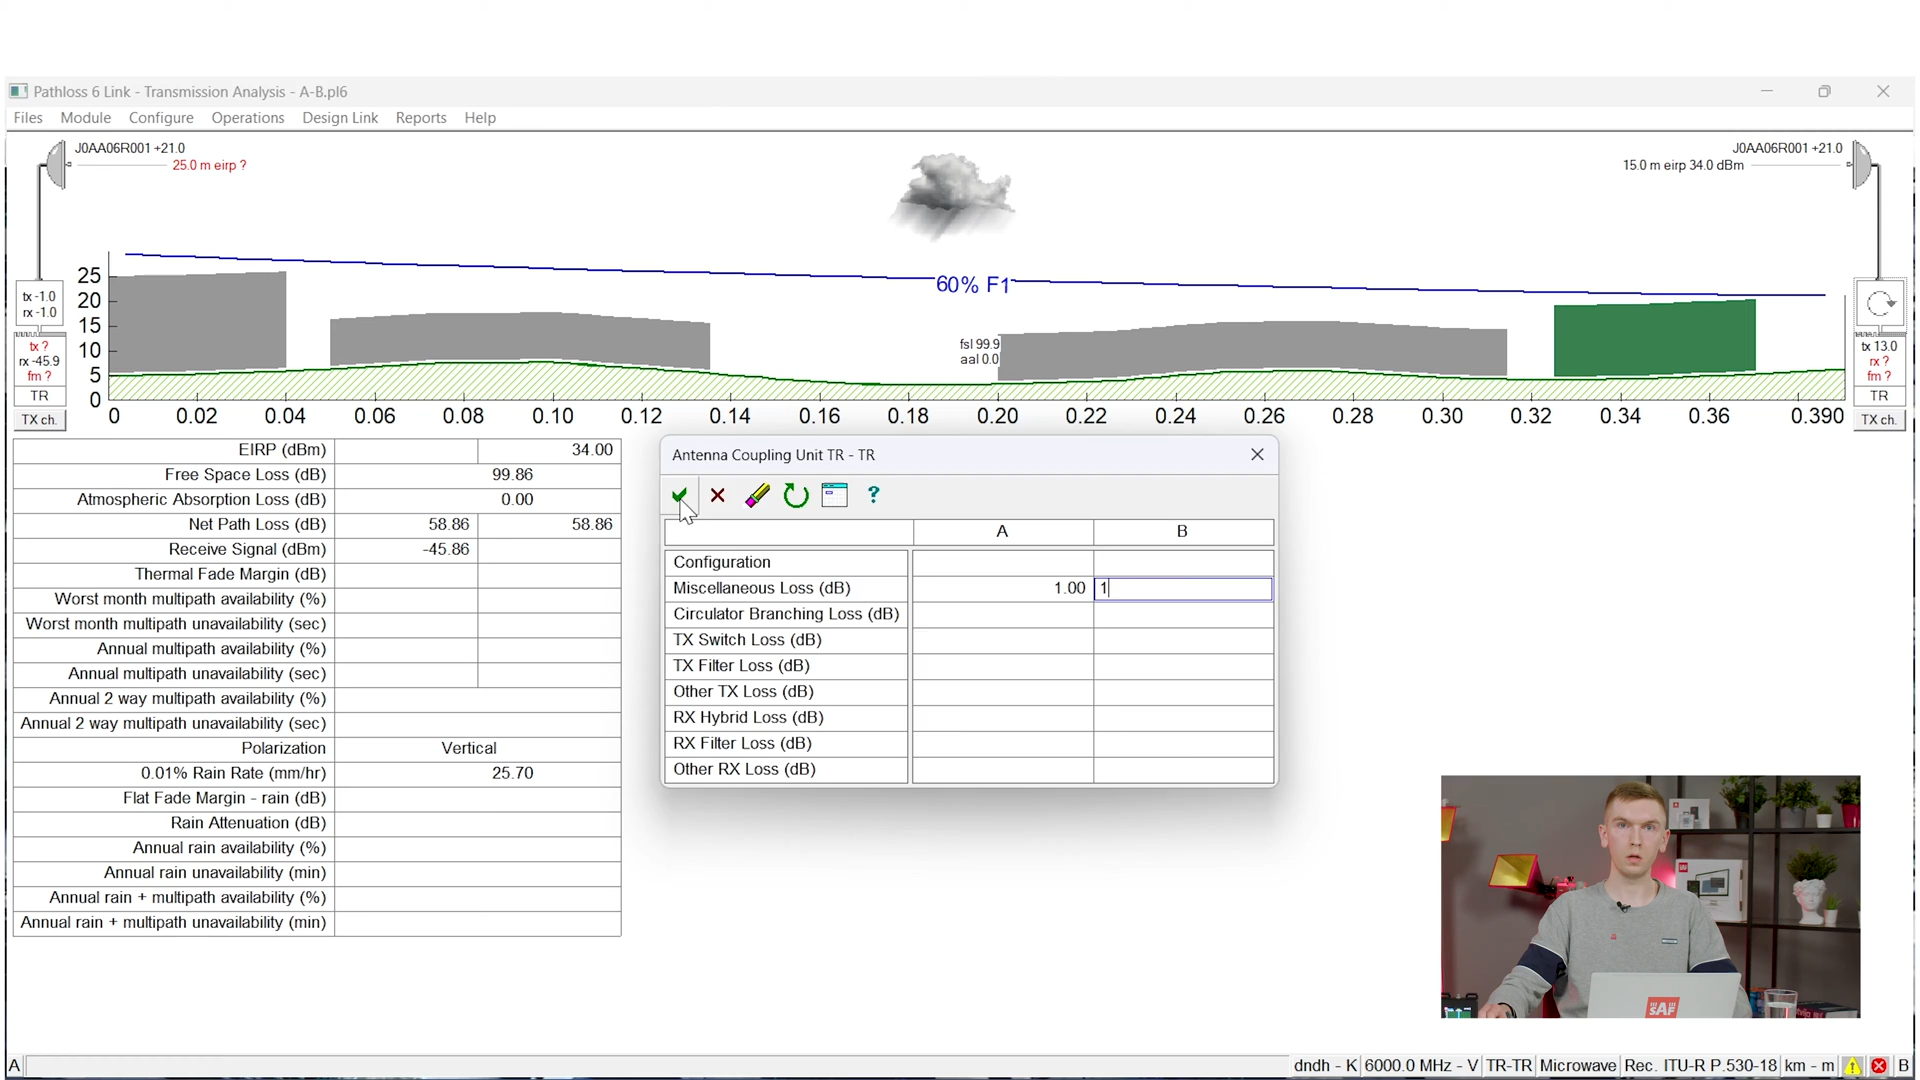 Pathloss 6 Link - Transmission Analysis - A-B.pl6
Files Module Configure Operations Design Link Reports Help
J0AA06R001 +21.0
25.0 m eirp ?
J0AA06R001 +21.0
15.0 m eirp 34.0 dBm
60% F1
25
20
15
10
5
0
tx -1.0
rx -1.0
tx ?
rx -45.9
fm ?
TR
TX ch.
fsl 99.9
aal 0.0
tx 13.0
rx ?
fm ?
TR
TX ch.
0 0.02 0.04 0.06 0.08 0.10 0.12 0.14 0.16 0.18 0.20 0.22 0.24 0.26 0.28 0.30 0.32 0.34 0.36 0.390
EIRP (dBm) 34.00
Free Space Loss (dB) 99.86
Atmospheric Absorption Loss (dB) 0.00
Net Path Loss (dB) 58.86 58.86
Receive Signal (dBm) -45.86
Thermal Fade Margin (dB)
Worst month multipath availability (%)
Worst month multipath unavailability (sec)
Annual multipath availability (%)
Annual multipath unavailability (sec)
Annual 2 way multipath availability (%)
Annual 2 way multipath unavailability (sec)
Polarization Vertical
0.01% Rain Rate (mm/hr) 25.70
Flat Fade Margin - rain (dB)
Rain Attenuation (dB)
Annual rain availability (%)
Annual rain unavailability (min)
Annual rain + multipath availability (%)
Annual rain + multipath unavailability (min)
Antenna Coupling Unit TR - TR
?
A B
Configuration
Miscellaneous Loss (dB) 1.00 1
Circulator Branching Loss (dB)
TX Switch Loss (dB)
TX Filter Loss (dB)
Other TX Loss (dB)
RX Hybrid Loss (dB)
RX Filter Loss (dB)
Other RX Loss (dB)
SAF
A dndh - K 6000.0 MHz - V TR-TR Microwave Rec. ITU-R P.530-18 km - m B